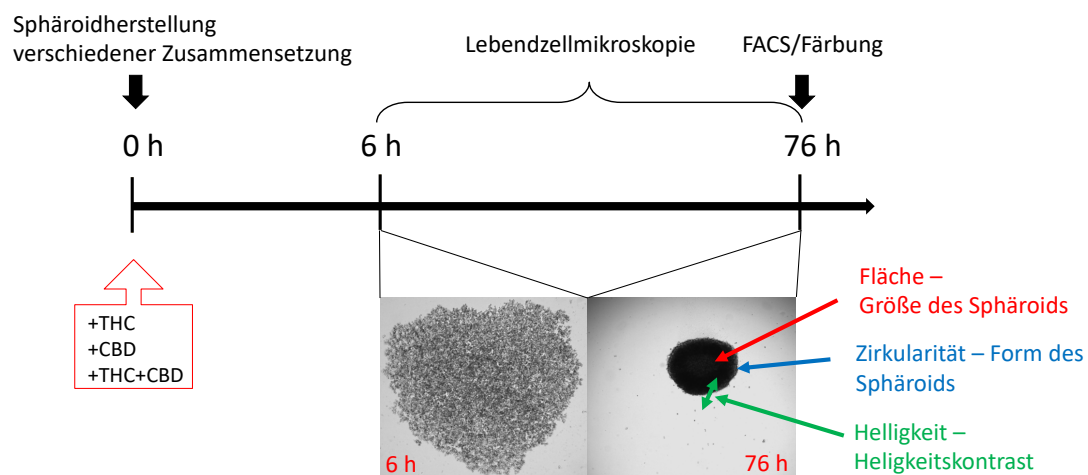 Sphäroidherstellung
verschiedener Zusammensetzung
Lebendzellmikroskopie
FACS/Färbung
0 h
6 h
76 h
+THC
+CBD
+THC+CBD
Fläche –
Größe des Sphäroids
Zirkularität – Form des
Sphäroids
Helligkeit –
Heligkeitskontrast
6 h
76 h